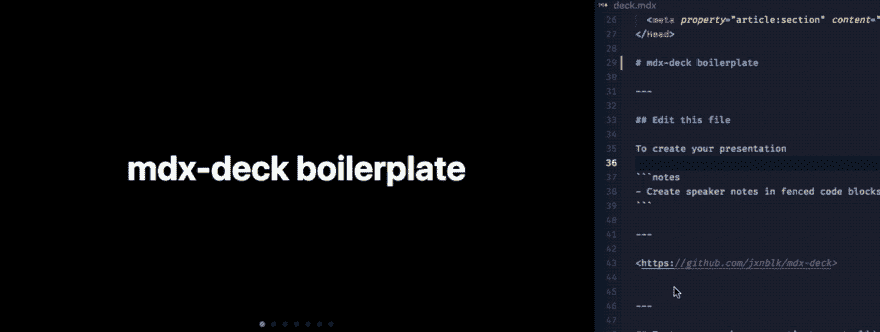 mdx-deck boilerplate
deck.mdx
26 <meta property="article:section" content="
27 </Head>
28
29 # mdx-deck boilerplate
30
31 ---
32
33 ## Edit this file
34
35 To create your presentation
36
37 ```notes
38 - Create speaker notes in fenced code blocks
39 ```
40
41 ---
42
43 <https://github.com/jxnblk/mdx-deck>
44
45
46 ---
47